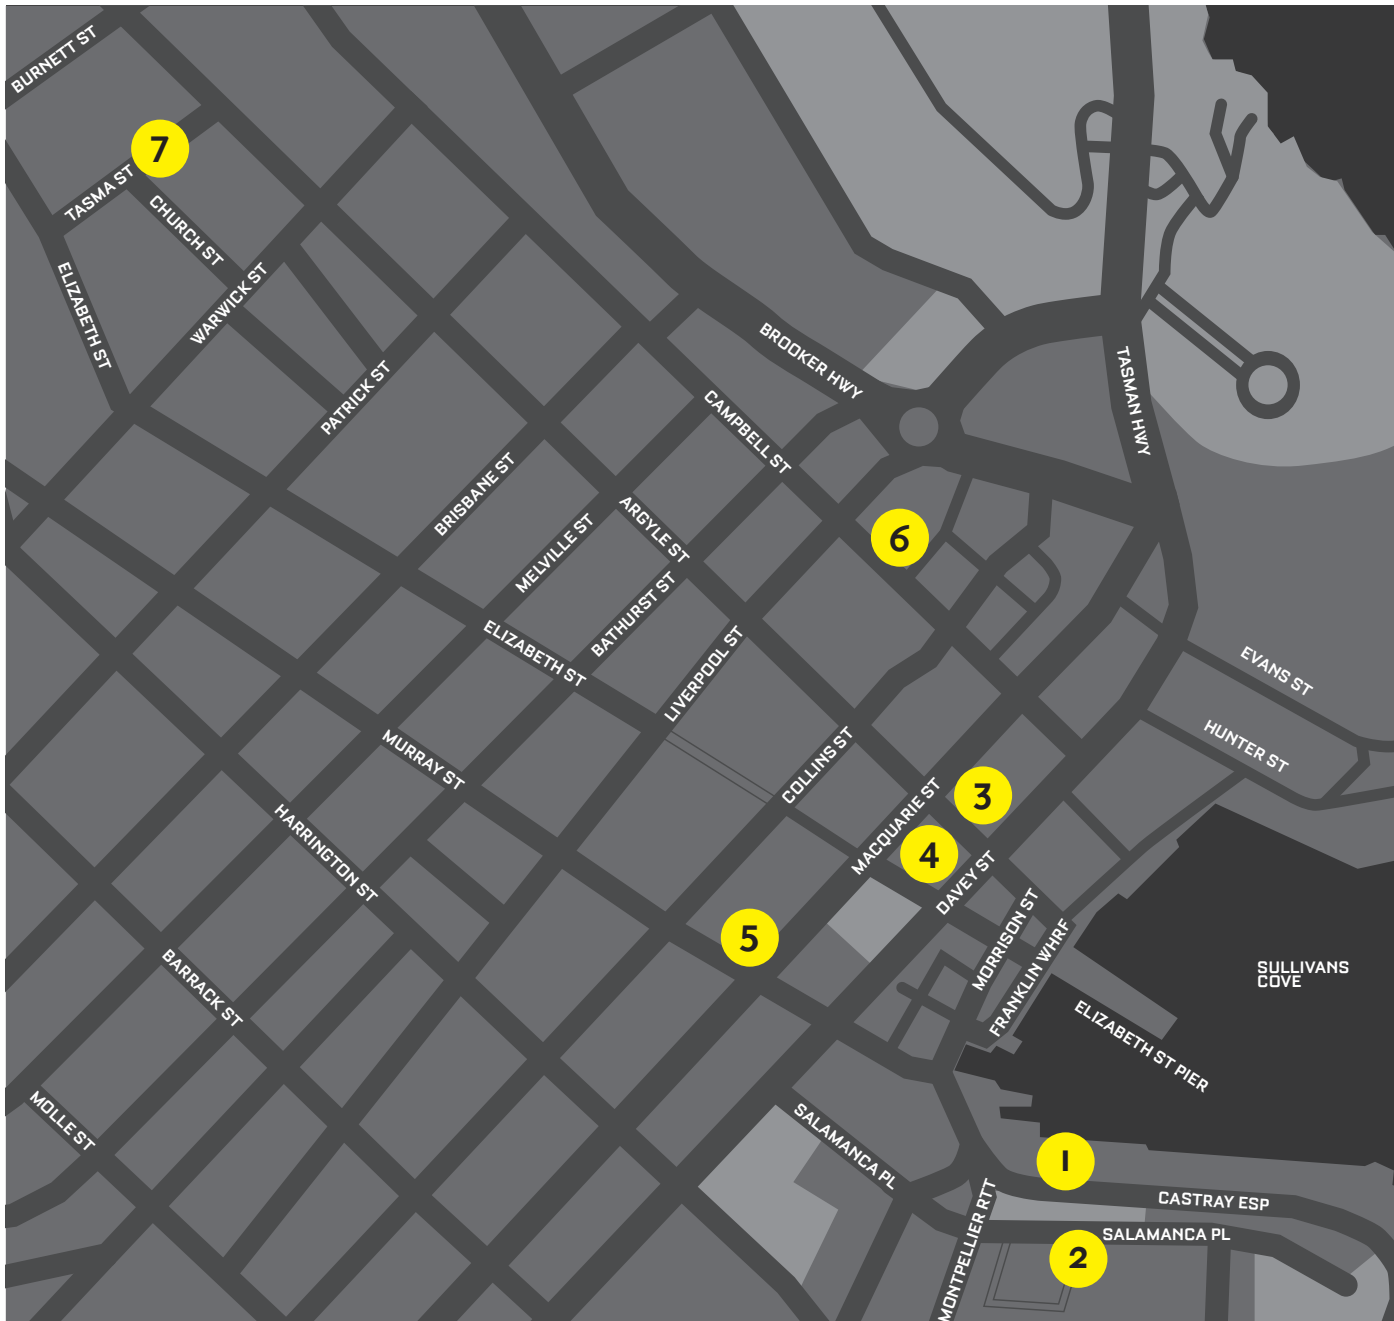 BURNETT ST
7
TASMA ST
CHURCH ST
ELIZABETH ST
WARWICK ST
BROOKER HWY
TASMAN HWY
PATRICK ST
CAMPBELL ST
BRISBANE ST
ARGYLE ST
MELVILLE ST
6
BATHURST ST
ELIZABETH ST
LIVERPOOL ST
EVANS ST
HUNTER ST
MURRAY ST
COLLINS ST
MACQUARIE ST
3
4
DAVEY ST
HARRINGTON ST
5
MORRISON ST
FRANKLIN WHRF
SULLIVANS
COVE
BARRACK ST
ELIZABETH ST PIER
MOLLE ST
SALAMANCA PL
1
CASTRAY ESP
MONTPELLIER RTT
SALAMANCA PL
2